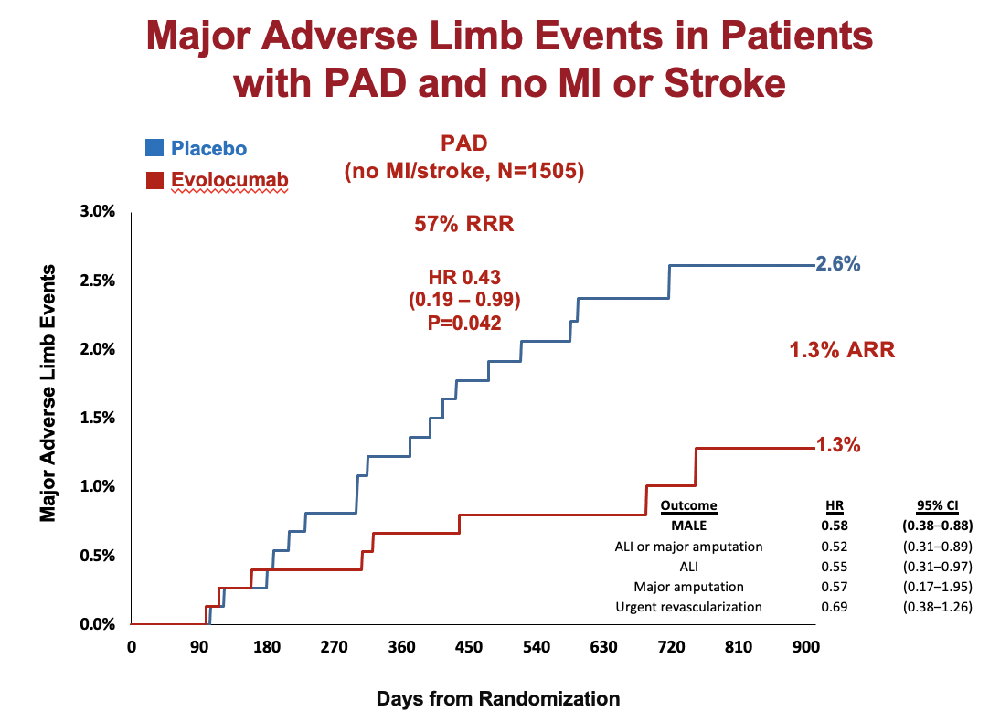 Major Adverse Limb Events in Patients
with PAD and no MI or Stroke
Placebo
Evolocumab
PAD
(no MI/stroke, N=1505)
57% RRR
HR 0.43
(0.19 – 0.99)
P=0.042
Major Adverse Limb Events
3.0%
2.5%
2.0%
1.5%
1.0%
0.5%
0.0%
2.6%
1.3% ARR
1.3%
Outcome HR 95% CI
MALE 0.58 (0.38–0.88)
ALI or major amputation 0.52 (0.31–0.89)
ALI 0.55 (0.31–0.97)
Major amputation 0.57 (0.17–1.95)
Urgent revascularization 0.69 (0.38–1.26)
0 90 180 270 360 450 540 630 720 810 900
Days from Randomization